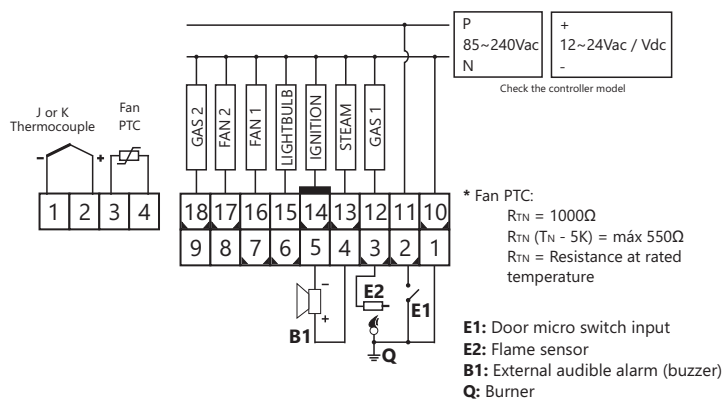 P
85~240Vac
N
+
12~24Vac / Vdc
-
Check the controller model
GAS 2
FAN 2
FAN 1
LIGHTBULB
IGNITION
STEAM
GAS 1
J or K
Thermocouple
Fan
PTC
- +
1 2 3 4
18 17 16 15 14 13 12 11 10
9 8 7 6 5 4 3 2 1
* Fan PTC:
RTN = 1000Ω
RTN (TN - 5K) = máx 550Ω
RTN = Resistance at rated
temperature
-
+
B1
E2
E1
Q
E1: Door micro switch input
E2: Flame sensor
B1: External audible alarm (buzzer)
Q: Burner